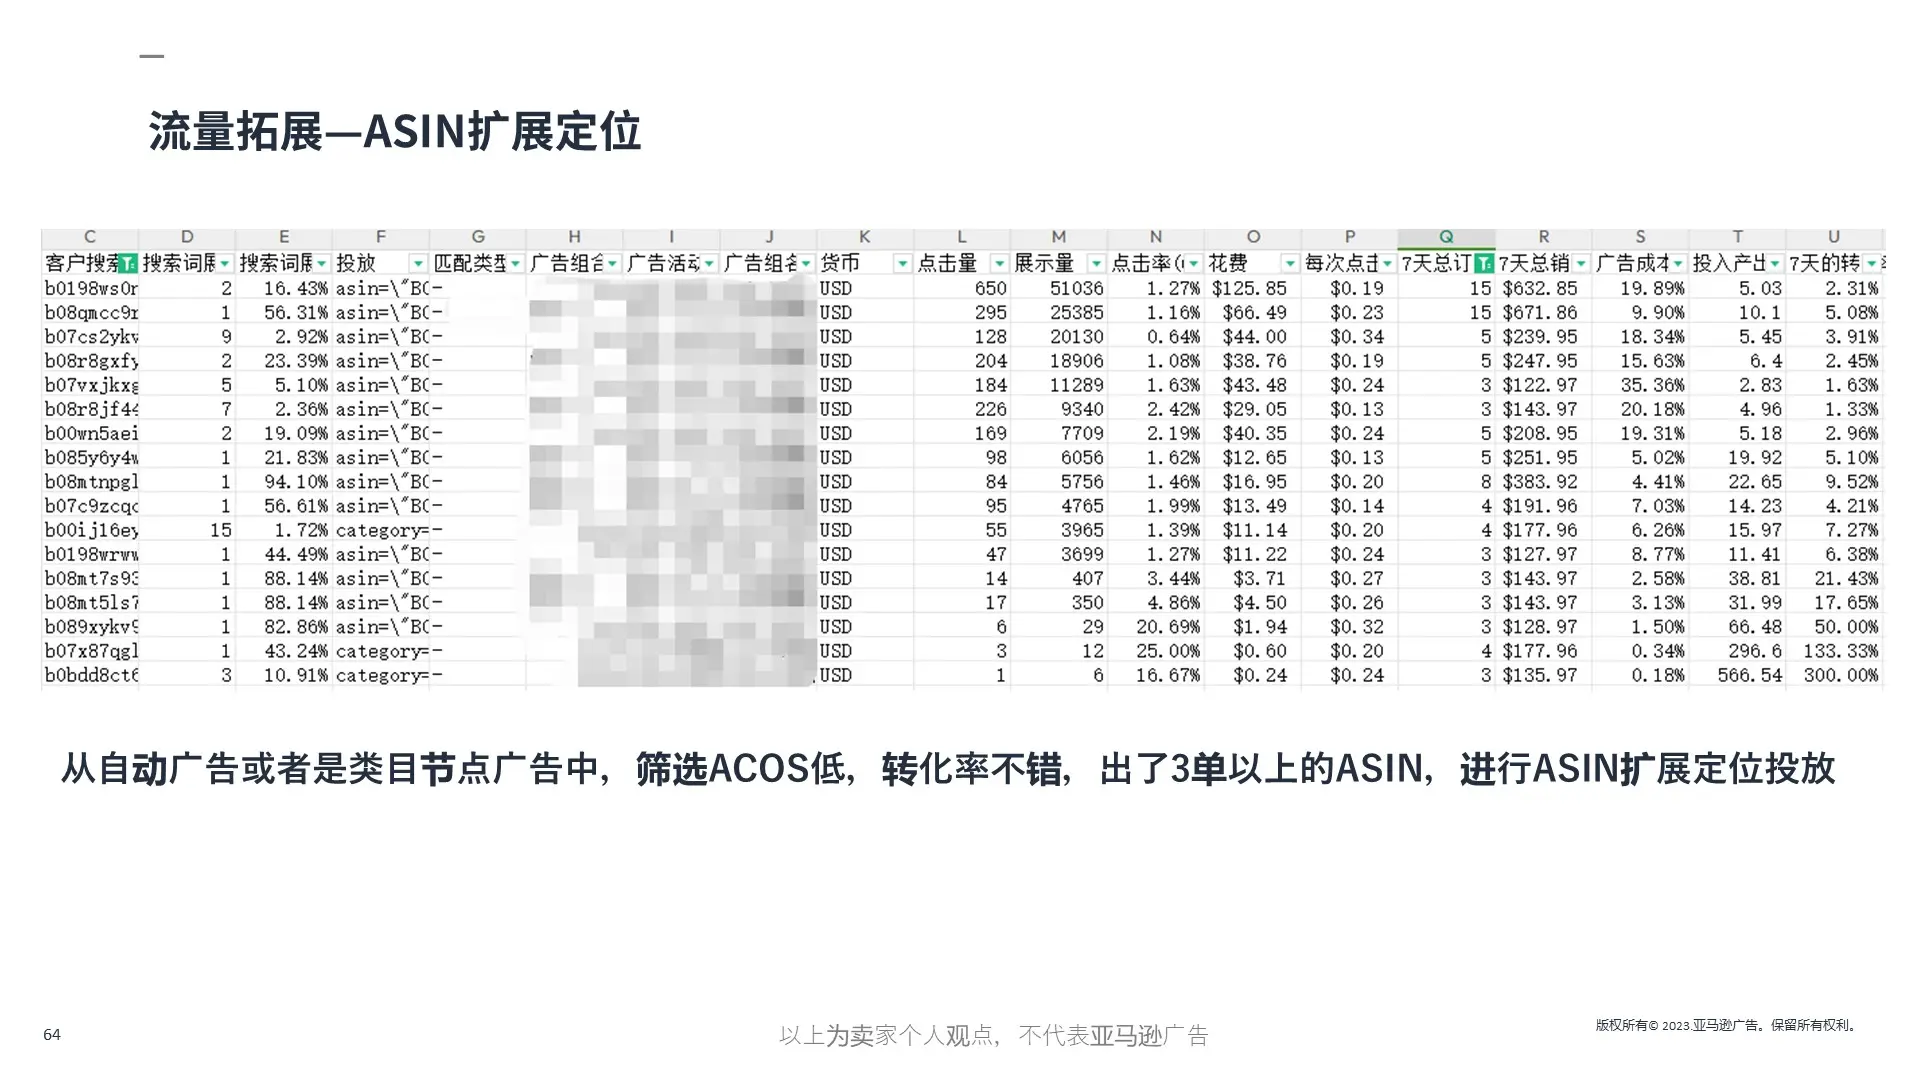 流量拓展—ASIN扩展定位
C D E F G H I J K L M N O P Q R S T U
客户搜索 搜索词展 搜索词展 投放 匹配类型 广告组合 广告活动 广告组名 货币 点击量 展示量 点击率( 花费 每次点击 7天总订 7天总销 广告成本 投入产出 7天的转
b0198ws0r 2 16.43% asin=\"B0 - USD 650 51036 1.27% $125.85 $0.19 15 $632.85 19.89% 5.03 2.31%
b08qmcc9r 1 56.31% asin=\"B0 - USD 295 25385 1.16% $66.49 $0.23 15 $671.86 9.90% 10.1 5.08%
b07cs2ykv 9 2.92% asin=\"B0 - USD 128 20130 0.64% $44.00 $0.34 5 $239.95 18.34% 5.45 3.91%
b08r8gxfy 2 23.39% asin=\"B0 - USD 204 18906 1.08% $38.76 $0.19 5 $247.95 15.63% 6.4 2.45%
b07vxjkxg 5 5.10% asin=\"B0 - USD 184 11289 1.63% $43.48 $0.24 3 $122.97 35.36% 2.83 1.63%
b08r8jf44 7 2.36% asin=\"B0 - USD 226 9340 2.42% $29.05 $0.13 3 $143.97 20.18% 4.96 1.33%
b00wn5aei 2 19.09% asin=\"B0 - USD 169 7709 2.19% $40.35 $0.24 5 $208.95 19.31% 5.18 2.96%
b085y6y4w 1 21.83% asin=\"B0 - USD 98 6056 1.62% $12.65 $0.13 5 $251.95 5.02% 19.92 5.10%
b08mtnpgl 1 94.10% asin=\"B0 - USD 84 5756 1.46% $16.95 $0.20 8 $383.92 4.41% 22.65 9.52%
b07c9zcqc 1 56.61% asin=\"B0 - USD 95 4765 1.99% $13.49 $0.14 4 $191.96 7.03% 14.23 4.21%
b00ij16ey 15 1.72% category= - USD 55 3965 1.39% $11.14 $0.20 4 $177.96 6.26% 15.97 7.27%
b0198wrww 1 44.49% asin=\"B0 - USD 47 3699 1.27% $11.22 $0.24 3 $127.97 8.77% 11.41 6.38%
b08mt7s93 1 88.14% asin=\"B0 - USD 14 407 3.44% $3.71 $0.27 3 $143.97 2.58% 38.81 21.43%
b08mt5ls7 1 88.14% asin=\"B0 - USD 17 350 4.86% $4.50 $0.26 3 $143.97 3.13% 31.99 17.65%
b089xykv9 1 82.86% asin=\"B0 - USD 6 29 20.69% $1.94 $0.32 3 $128.97 1.50% 66.48 50.00%
b07x87qgl 1 43.24% category= - USD 3 12 25.00% $0.60 $0.20 4 $177.96 0.34% 296.6 133.33%
b0bdd8ct6 3 10.91% category= - USD 1 6 16.67% $0.24 $0.24 3 $135.97 0.18% 566.54 300.00%
从自动广告或者是类目节点广告中，筛选ACOS低，转化率不错，出了3单以上的ASIN，进行ASIN扩展定位投放
64
以上为卖家个人观点，不代表亚马逊广告
版权所有© 2023.亚马逊广告。保留所有权利。